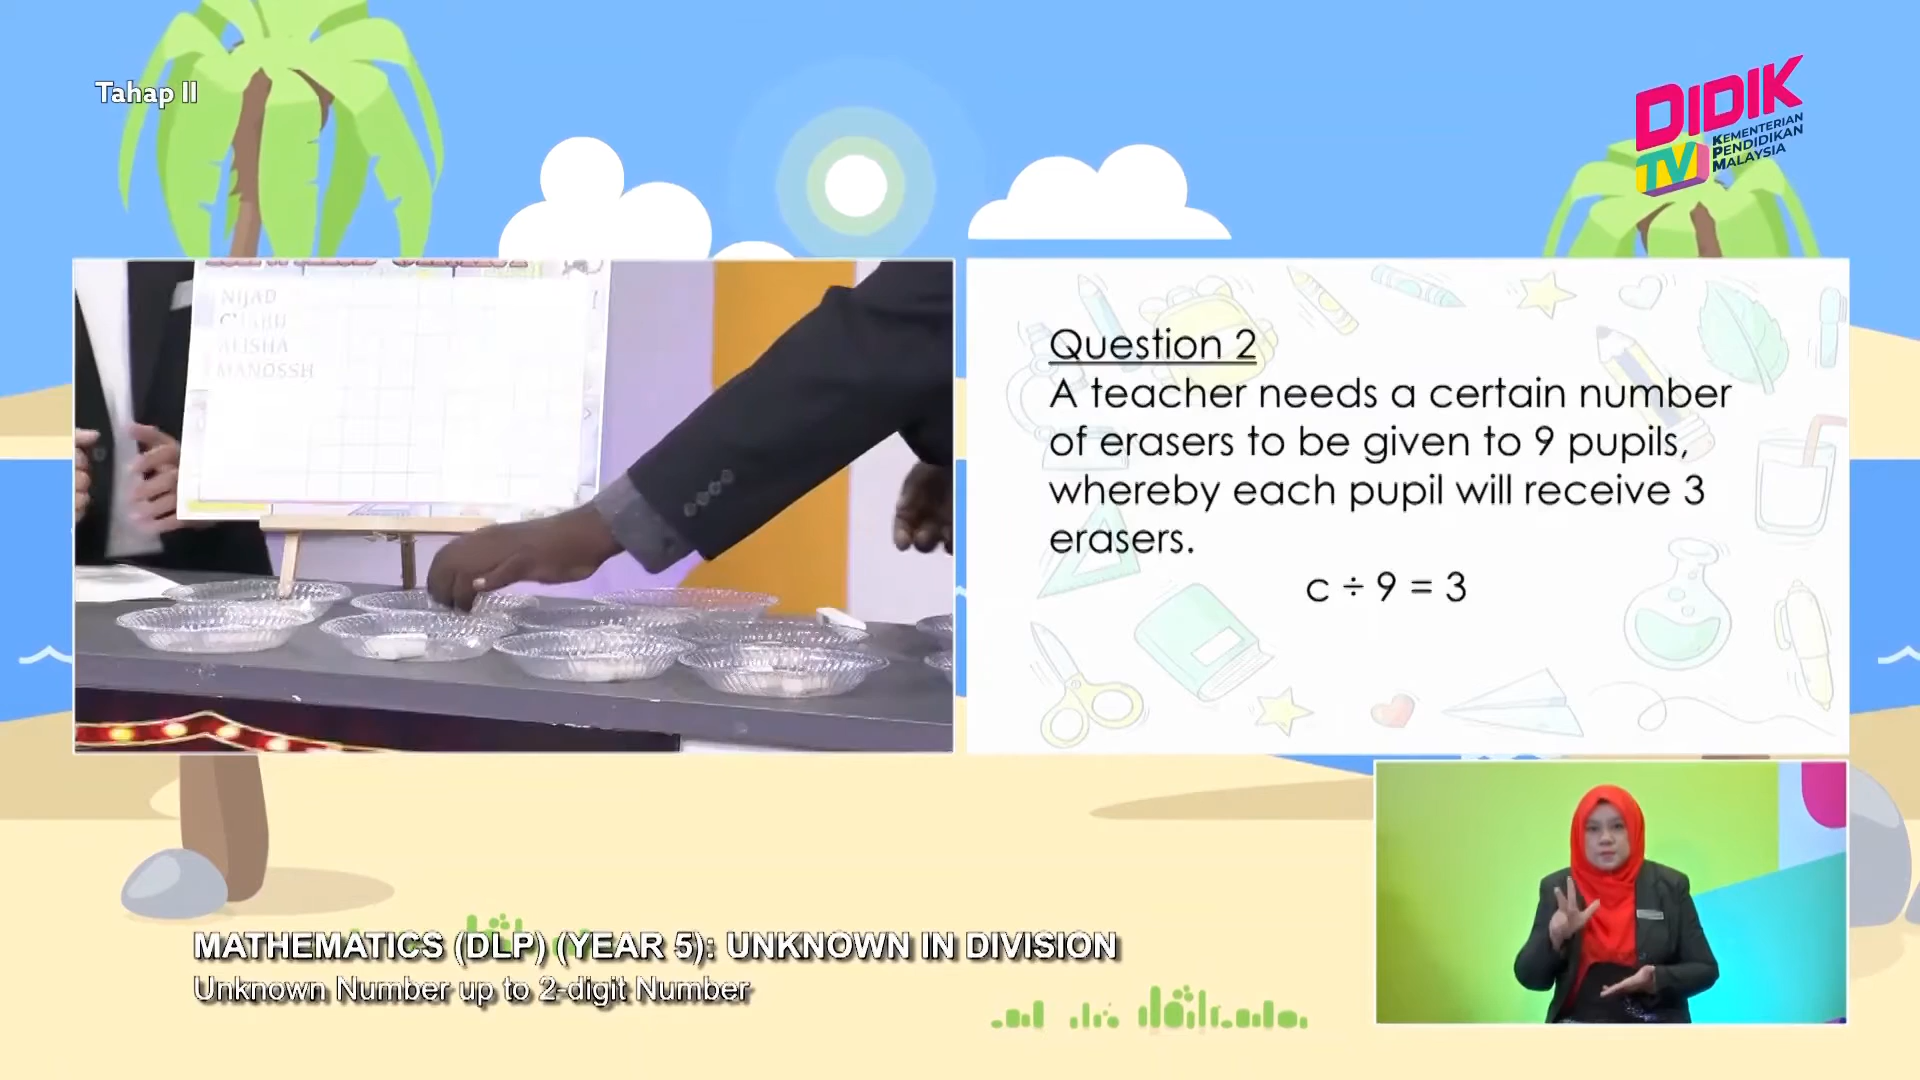 Tahap II
DIDIK
TV
KEMENTERIAN
PENDIDIKAN
MALAYSIA
NIJAD
ALISHA
MANOSSH
Question 2
A teacher needs a certain number
of erasers to be given to 9 pupils,
whereby each pupil will receive 3
erasers.
c ÷ 9 = 3
MATHEMATICS (DLP) (YEAR 5): UNKNOWN IN DIVISION
Unknown Number up to 2-digit Number